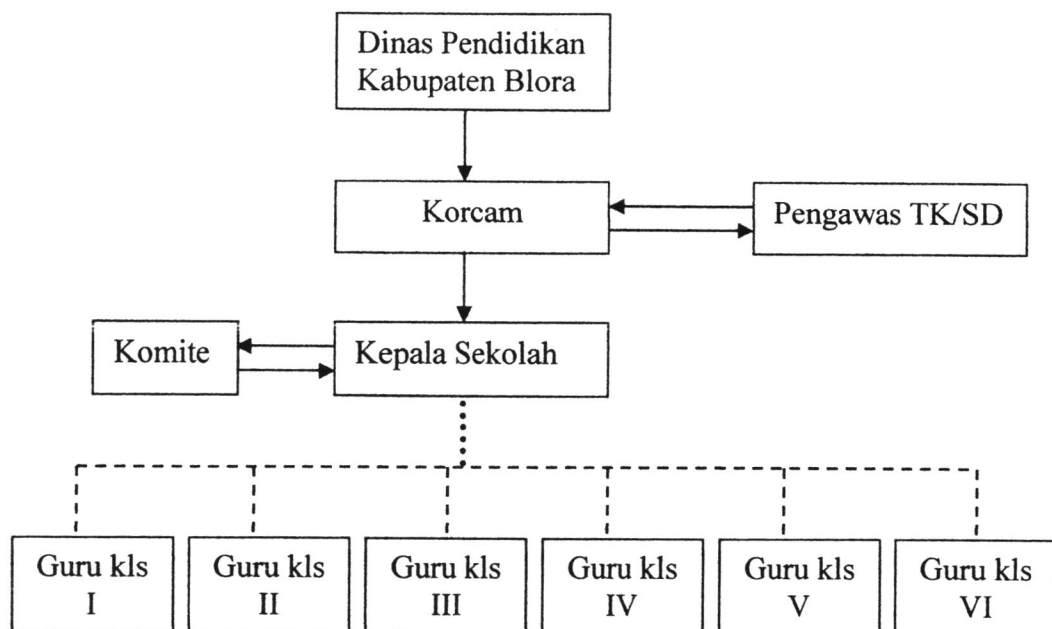 Dinas Pendidikan
Kabupaten Blora
Korcam
Pengawas TK/SD
Komite
Kepala Sekolah
Guru kls
I
Guru kls
II
Guru kls
III
Guru kls
IV
Guru kls
V
Guru kls
VI